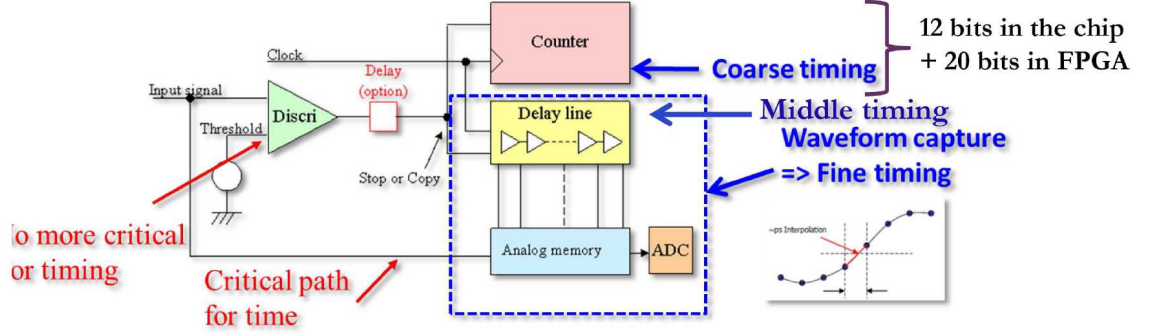 Counter
12 bits in the chip
+ 20 bits in FPGA
Clock
Coarse timing
Delay
(option)
Input signal
Discri
Delay line
Middle timing
Threshold
Waveform capture
=> Fine timing
Stop or Copy
~ps Interpolation
o more critical
or timing
Analog memory
ADC
Critical path
for time